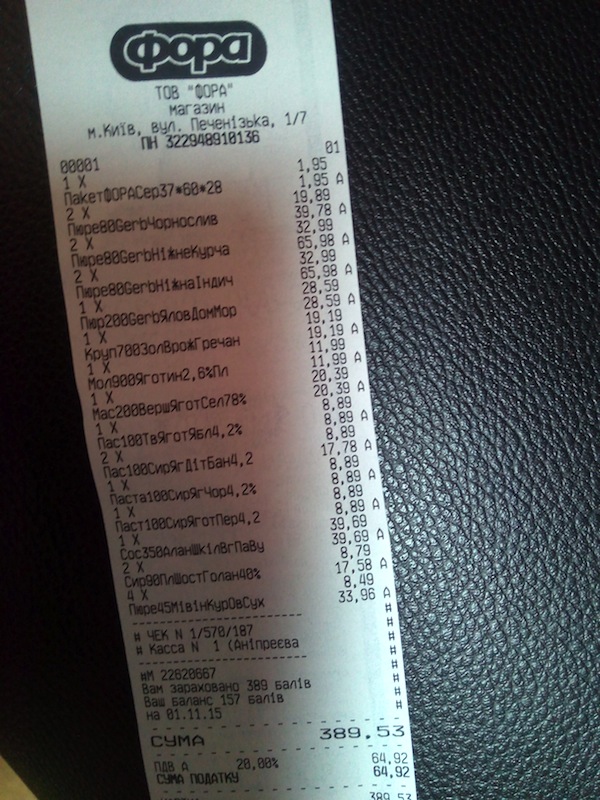 Фора
ТОВ "ФОРА"
магазин
м.Київ, вул. Печенізька, 1/7
ПН 322948910136
00001 01
1 X 1,95
ПакетФОРАСер37*60*28 1,95 А
2 X 19,89
Пюре80GerbЧорнослив 39,78 А
2 X 32,99
Пюре80GerbНіжнеКурча 65,98 А
2 X 32,99
Пюре80GerbНіжнаІндич 65,98 А
1 X 28,59
Пюр200GerbЯловДомМор 28,59 А
1 X 19,19
Круп700ЗолВрожГречан 19,19 А
1 X 11,99
Мол900Яготин2,6%Пл 11,99 А
1 X 20,39
Мас200ВершЯготСел78% 20,39 А
1 X 8,89
Пас100ТвЯготЯбл4,2% 8,89 А
2 X 8,89
Пас100СирЯгДітБан4,2 17,78 А
1 X 8,89
Паста100СирЯгЧор4,2% 8,89 А
1 X 8,89
Паст100СирЯготПер4,2 8,89 А
1 X 39,69
Сос350АланШкілВгПаВу 39,69 А
2 X 8,79
Сир90ПлШостГолан40% 17,58 А
4 X 8,49
Пюре45МівінКурОвСух 33,96 А
# ЧЕК N 1/570/187 #
# Касса N 1 (Аніпреєва #
#М 22620667
Вам зараховано 389 балів #
Ваш баланс 157 балів #
на 01.11.15 #
СУМА 389,53
ПДВ А 20,00% 64,92
СУМА ПОДАТКУ 64,92
389,53